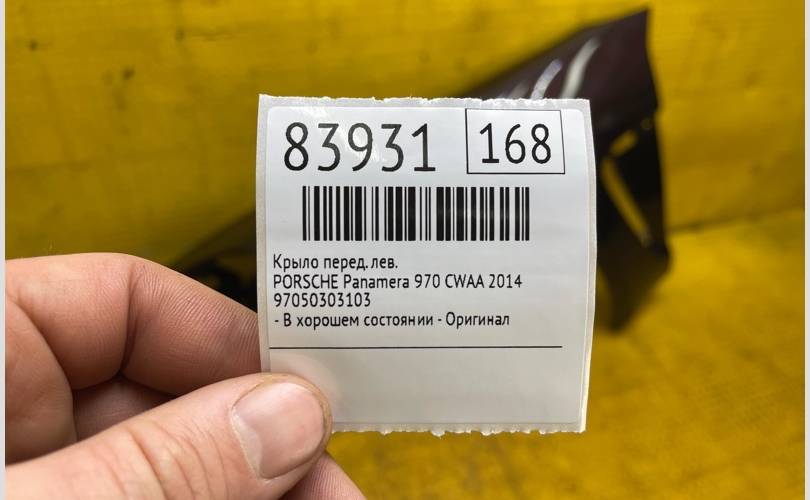 83931 168
Крыло перед. лев.
PORSCHE Panamera 970 CWAA 2014
97050303103
- В хорошем состоянии - Оригинал